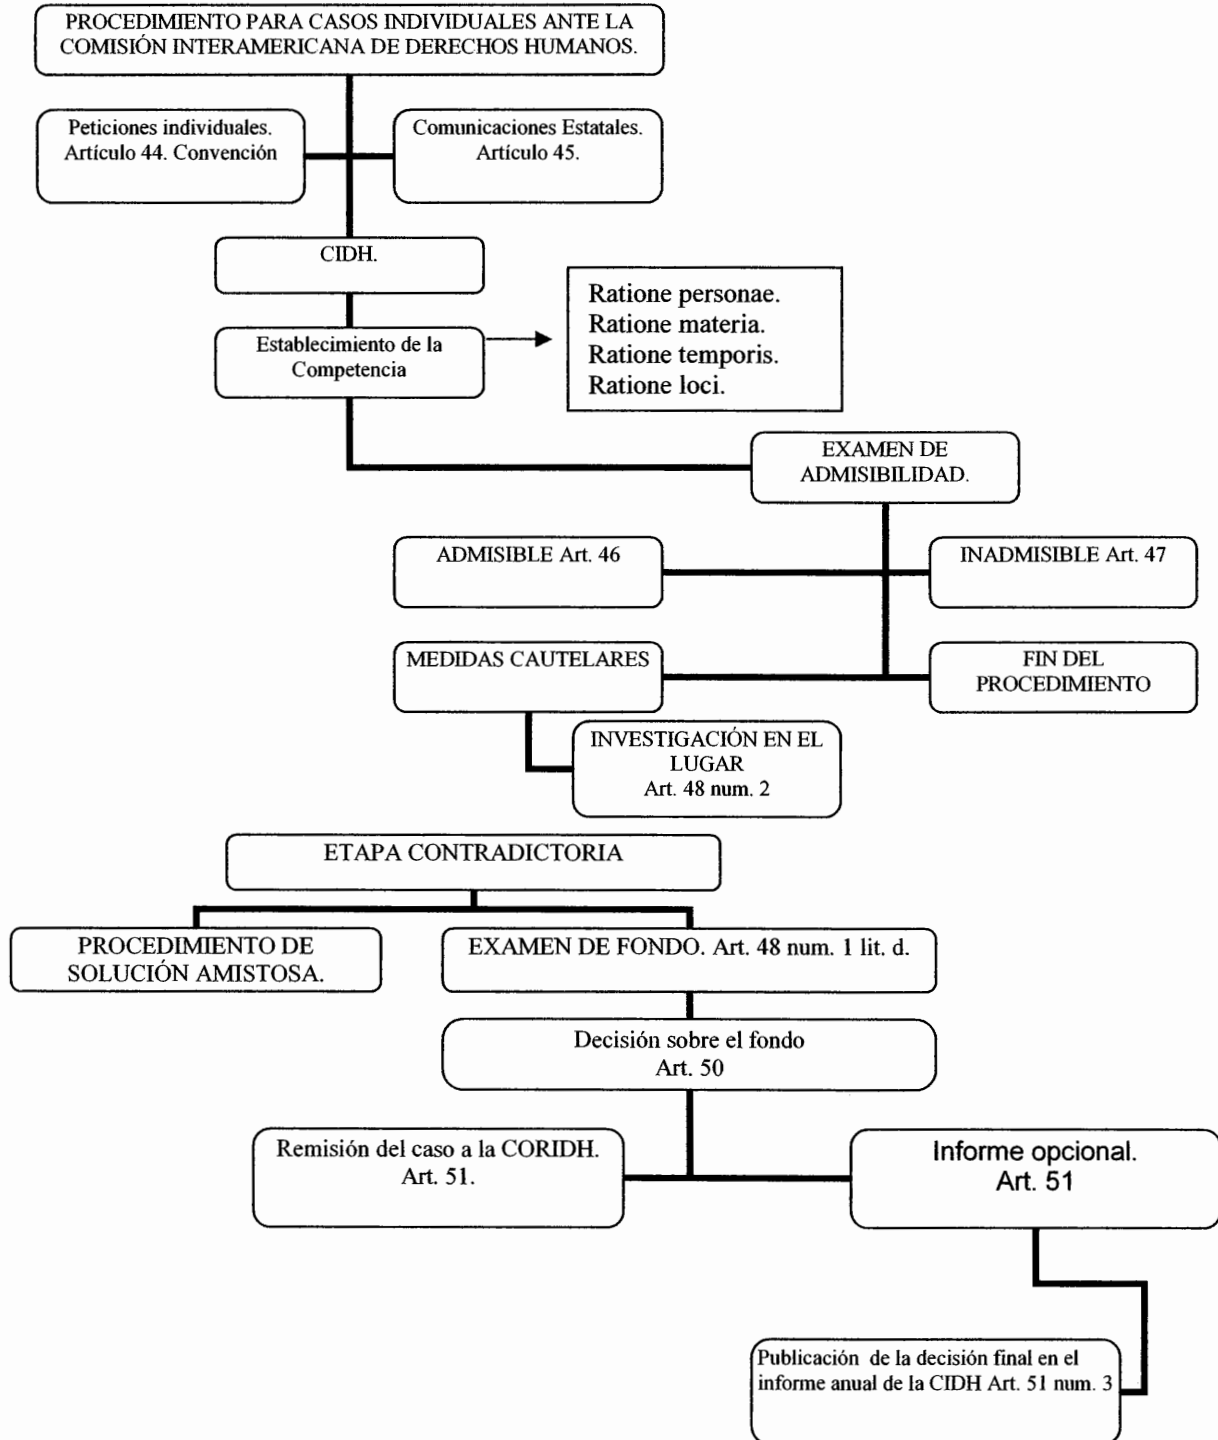 PROCEDIMIENTO PARA CASOS INDIVIDUALES ANTE LA
COMISIÓN INTERAMERICANA DE DERECHOS HUMANOS.
Peticiones individuales.
Artículo 44. Convención
Comunicaciones Estatales.
Artículo 45.
CIDH.
Establecimiento de la
Competencia
Ratione personae.
Ratione materia.
Ratione temporis.
Ratione loci.
EXAMEN DE
ADMISIBILIDAD.
ADMISIBLE Art. 46
INADMISIBLE Art. 47
MEDIDAS CAUTELARES
FIN DEL
PROCEDIMIENTO
INVESTIGACIÓN EN EL
LUGAR
Art. 48 num. 2
ETAPA CONTRADICTORIA
PROCEDIMIENTO DE
SOLUCIÓN AMISTOSA.
EXAMEN DE FONDO. Art. 48 num. 1 lit. d.
Decisión sobre el fondo
Art. 50
Remisión del caso a la CORIDH.
Art. 51.
Informe opcional.
Art. 51
Publicación de la decisión final en el
informe anual de la CIDH Art. 51 num. 3